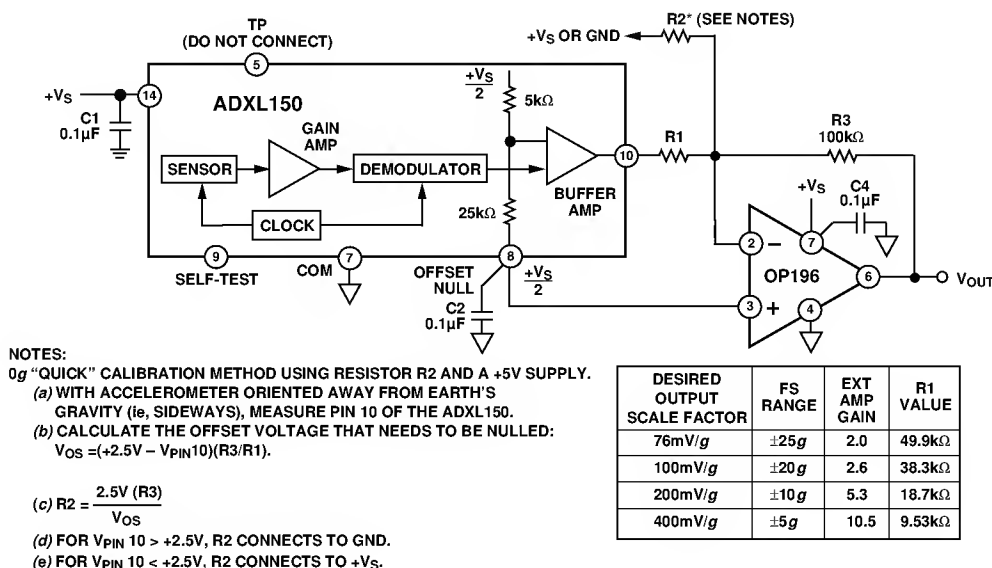 TP
(DO NOT CONNECT)
R2* (SEE NOTES)
+VS OR GND
5
+VS
14
C1
0.1µF
ADXL150
+VS
2
5kΩ
GAIN
AMP
SENSOR
DEMODULATOR
CLOCK
25kΩ
BUFFER
AMP
10
R1
R3
100kΩ
+VS
C4
0.1µF
2
–
7
OP196
6
VOUT
3
+
4
9
SELF-TEST
COM
7
8
OFFSET
NULL
+VS
2
C2
0.1µF
NOTES:
0g “QUICK” CALIBRATION METHOD USING RESISTOR R2 AND A +5V SUPPLY.
(a) WITH ACCELEROMETER ORIENTED AWAY FROM EARTH'S
GRAVITY (ie, SIDEWAYS), MEASURE PIN 10 OF THE ADXL150.
(b) CALCULATE THE OFFSET VOLTAGE THAT NEEDS TO BE NULLED:
VOS =(+2.5V – VPIN10)(R3/R1).
(c) R2 = 2.5V (R3)
VOS
(d) FOR VPIN 10 > +2.5V, R2 CONNECTS TO GND.
(e) FOR VPIN 10 < +2.5V, R2 CONNECTS TO +VS.
DESIRED OUTPUT SCALE FACTOR FS RANGE EXT AMP GAIN R1 VALUE
76mV/g ±25g 2.0 49.9kΩ
100mV/g ±20g 2.6 38.3kΩ
200mV/g ±10g 5.3 18.7kΩ
400mV/g ±5g 10.5 9.53kΩ